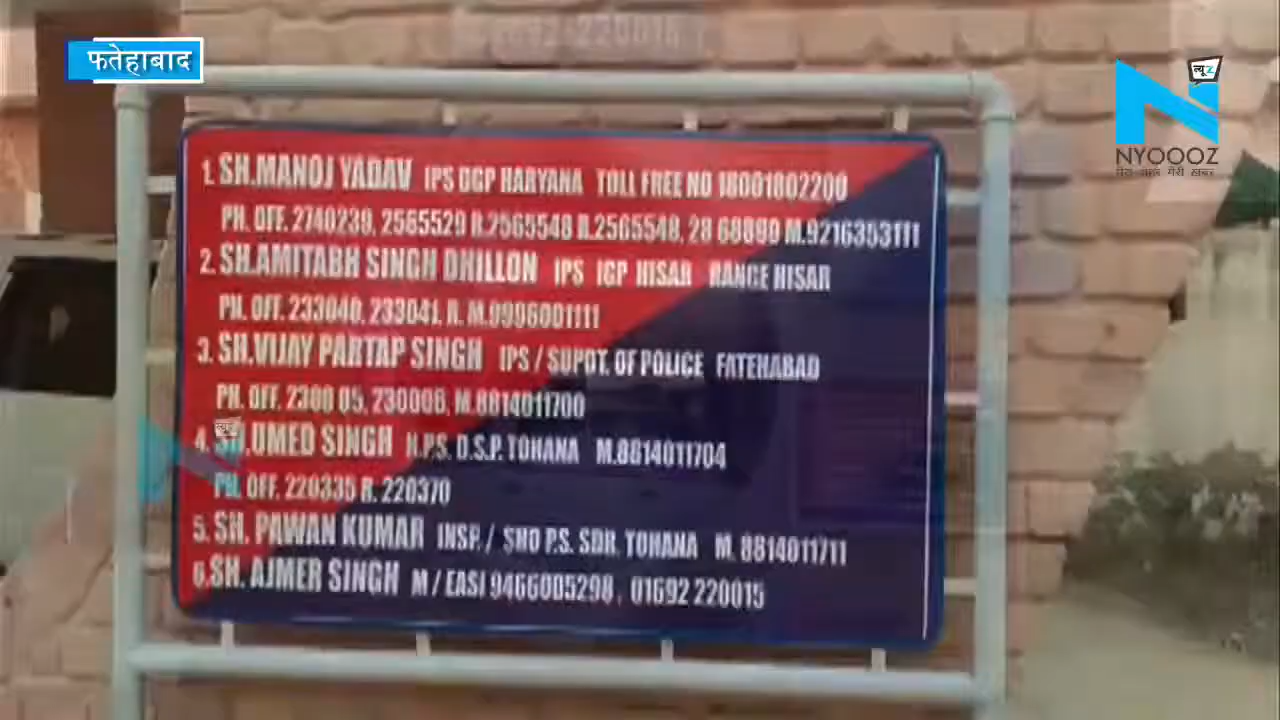 फतेहाबाद
न्यूz
NYOOOZ
1. SH.MANOJ YADAV IPS DGP HARYANA TOLL FREE NO 18001802200
PH. OFF. 2740239, 2565529 R.2565548 R.2565548, 28 68899 M.9216353111
2. SH.AMITABH SINGH DHILLON IPS IGP HISAR RANGE HISAR
PH. OFF. 233040, 233041, R. M.9996001111
3. SH.VIJAY PARTAP SINGH IPS / SUPDT. OF POLICE FATEHABAD
PH. OFF. 2300 05, 230006, M.8814011700
4. SH.UMED SINGH H.P.S. D.S.P. TOHANA M.8814011704
PH. OFF. 220335 R. 220370
5. SH. PAWAN KUMAR INSP. / SHO P.S. SDR. TOHANA M. 8814011711
6.SH. AJMER SINGH M / EASI 9466005298, 01692 220015